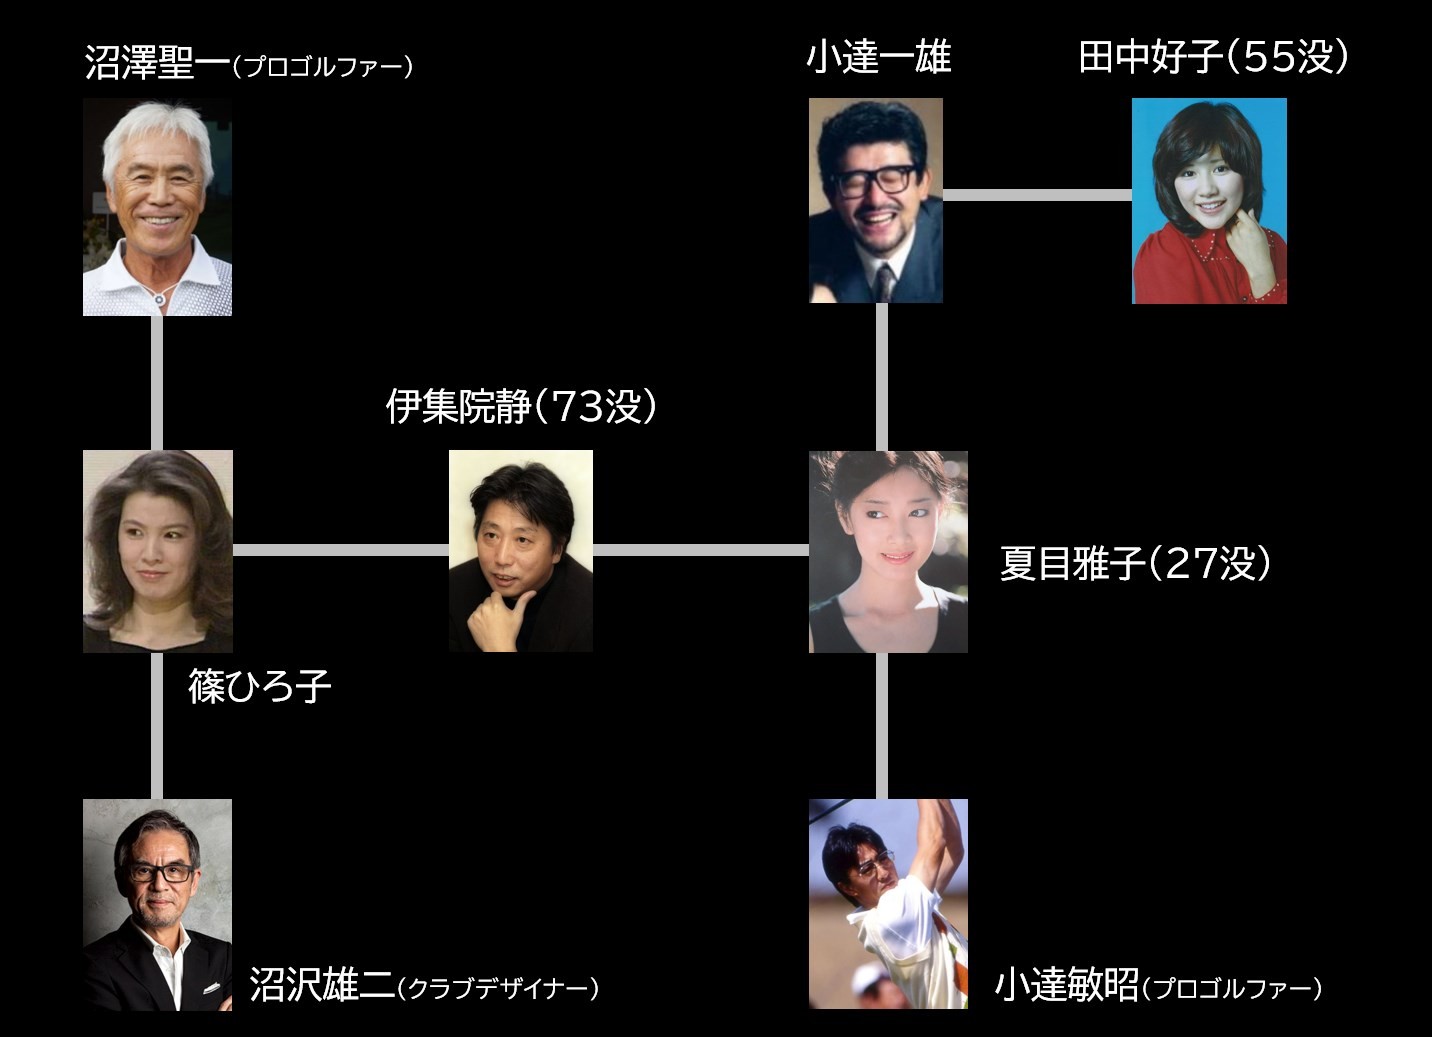 沼澤聖一(プロゴルファー)
小達一雄
田中好子(55没)
伊集院静(73没)
夏目雅子(27没)
篠ひろ子
沼沢雄二(クラブデザイナー)
小達敏昭(プロゴルファー)